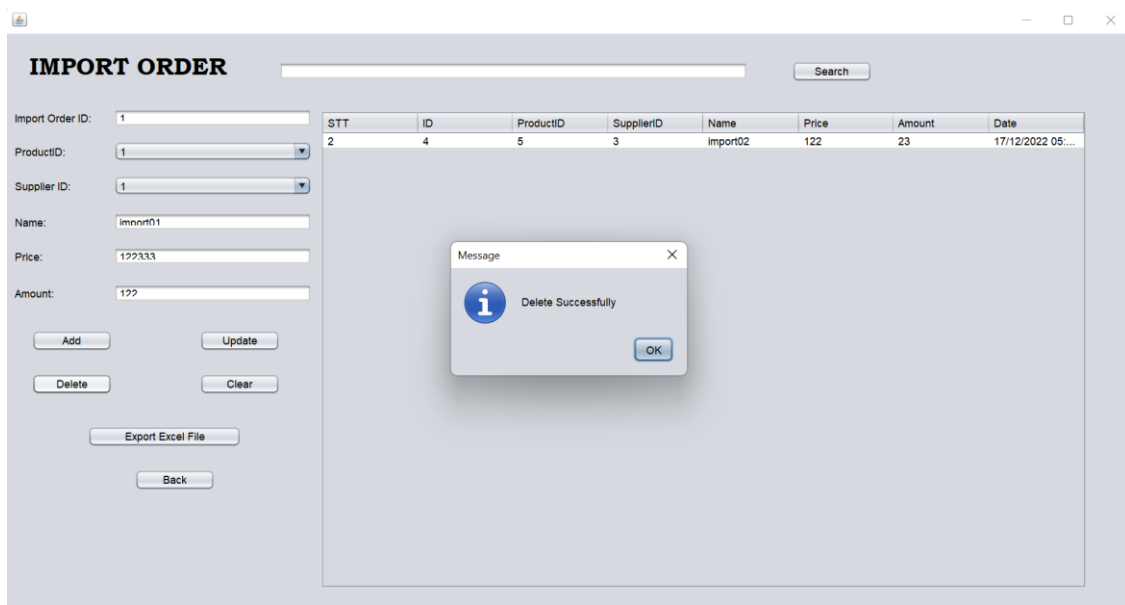 IMPORT ORDER
Search
Import Order ID: 1
ProductID: 1
Supplier ID: 1
Name: import01
Price: 122333
Amount: 122
Add Update
Delete Clear
Export Excel File
Back
STT ID ProductID SupplierID Name Price Amount Date
2 4 5 3 import02 122 23 17/12/2022 05:...
Message
Delete Successfully
OK